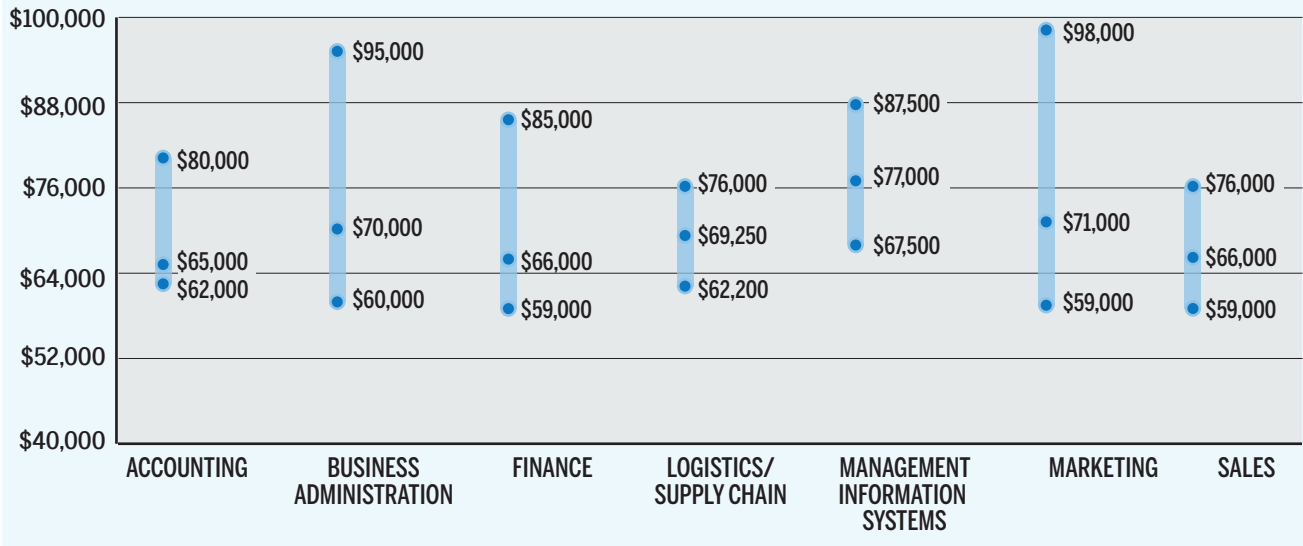 $100,000
$88,000
$76,000
$64,000
$52,000
$40,000
$80,000
$65,000
$62,000
$95,000
$70,000
$60,000
$85,000
$66,000
$59,000
$76,000
$69,250
$62,200
$87,500
$77,000
$67,500
$98,000
$71,000
$59,000
$76,000
$66,000
$59,000
ACCOUNTING
BUSINESS
ADMINISTRATION
FINANCE
LOGISTICS/
SUPPLY CHAIN
MANAGEMENT
INFORMATION
SYSTEMS
MARKETING
SALES